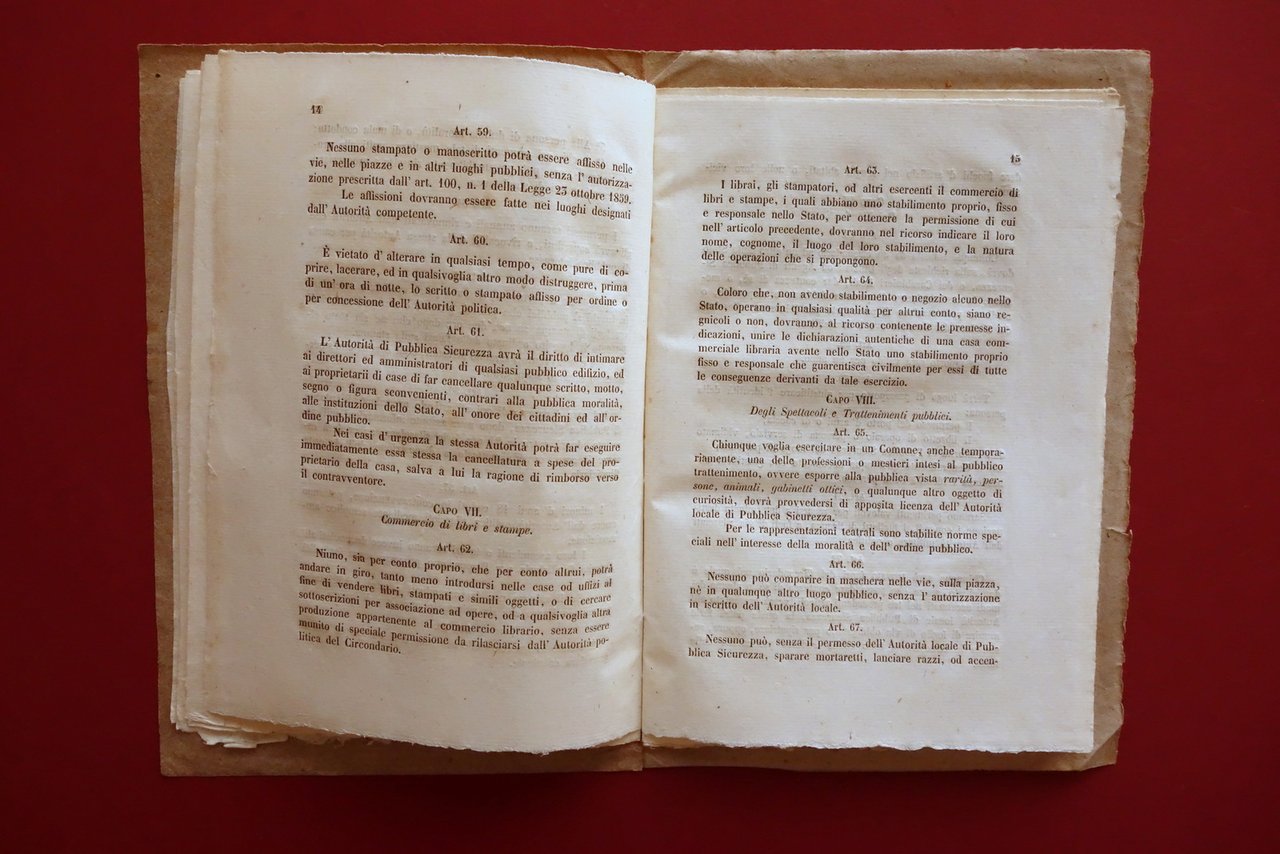 14
Art. 59.
Nessuno stampato o manoscritto potrà essere affisso nelle
vie, nelle piazze e in altri luoghi pubblici, senza l' autorizza-
zione prescritta dall' art. 100, n. 1 della Legge 23 ottobre 1859.
Le affissioni dovranno essere fatte nei luoghi designati
dall' Autorità competente.
Art. 60.
È vietato d' alterare in qualsiasi tempo, come pure di co-
prire, lacerare, ed in qualsivoglia altro modo distruggere, prima
di un' ora di notte, lo scritto o stampato affisso per ordine o
per concessione dell' Autorità politica.
Art. 61.
L' Autorità di Pubblica Sicurezza avrà il diritto di intimare
ai direttori ed amministratori di qualsiasi pubblico edifizio, ed
ai proprietarii di case di far cancellare qualunque scritto, motto,
segno o figura sconvenienti, contrari alla pubblica moralità,
alle instituzioni dello Stato, all' onore dei cittadini ed all' or-
dine pubblico.
Nei casi d' urgenza la stessa Autorità potrà far eseguire
immediatamente essa stessa la cancellatura a spese del pro-
prietario della casa, salva a lui la ragione di rimborso verso
il contravventore.
CAPO VII.
Commercio di libri e stampe.
Art. 62.
Niuno, sia per conto proprio, che per conto altrui, potrà
andare in giro, tanto meno introdursi nelle case od uffizi al
fine di vendere libri, stampati e simili oggetti, o di cercare
sottoscrizioni per associazione ad opere, od a qualsivoglia altra
produzione appartenente al commercio librario, senza essere
munito di speciale permissione da rilasciarsi dall' Autorità po-
litica del Circondario.
15
Art. 63.
I librai, gli stampatori, od altri esercenti il commercio di
libri e stampe, i quali abbiano uno stabilimento proprio, fisso
e responsale nello Stato, per ottenere la permissione di cui
nell' articolo precedente, dovranno nel ricorso indicare il loro
nome, cognome, il luogo del loro stabilimento, e la natura
delle operazioni che si propongono.
Art. 64.
Coloro che, non avendo stabilimento o negozio alcuno nello
Stato, operano in qualsiasi qualità per altrui conto, siano re-
gnicoli o non, dovranno, al ricorso contenente le premesse in-
dicazioni, unire le dichiarazioni autentiche di una casa com-
merciale libraria avente nello Stato uno stabilimento proprio
fisso e responsale che guarentisca civilmente per essi di tutte
le conseguenze derivanti da tale esercizio.
CAPO VIII.
Degli Spettacoli e Trattenimenti pubblici.
Art. 65.
Chiunque voglia esercitare in un Comune, anche tempora-
riamente, una delle professioni o mestieri intesi al pubblico
trattenimento, ovvere esporre alla pubblica vista rarità, per-
sone, animali, gabinetti ottici, o qualunque altro oggetto di
curiosità, dovrà provvedersi di apposita licenza dell' Autorità
locale di Pubblica Sicurezza.
Per le rappresentazioni teatrali sono stabilite norme spe-
ciali nell' interesse della moralità e dell' ordine pubblico.
Art. 66.
Nessuno può comparire in maschera nelle vie, sulla piazza,
nè in qualunque altro luogo pubblico, senza l' autorizzazione
in iscritto dell' Autorità locale.
Art. 67.
Nessuno può, senza il permesso dell' Autorità locale di Pub-
blica Sicurezza, sparare mortaretti, lanciare razzi, od accen-